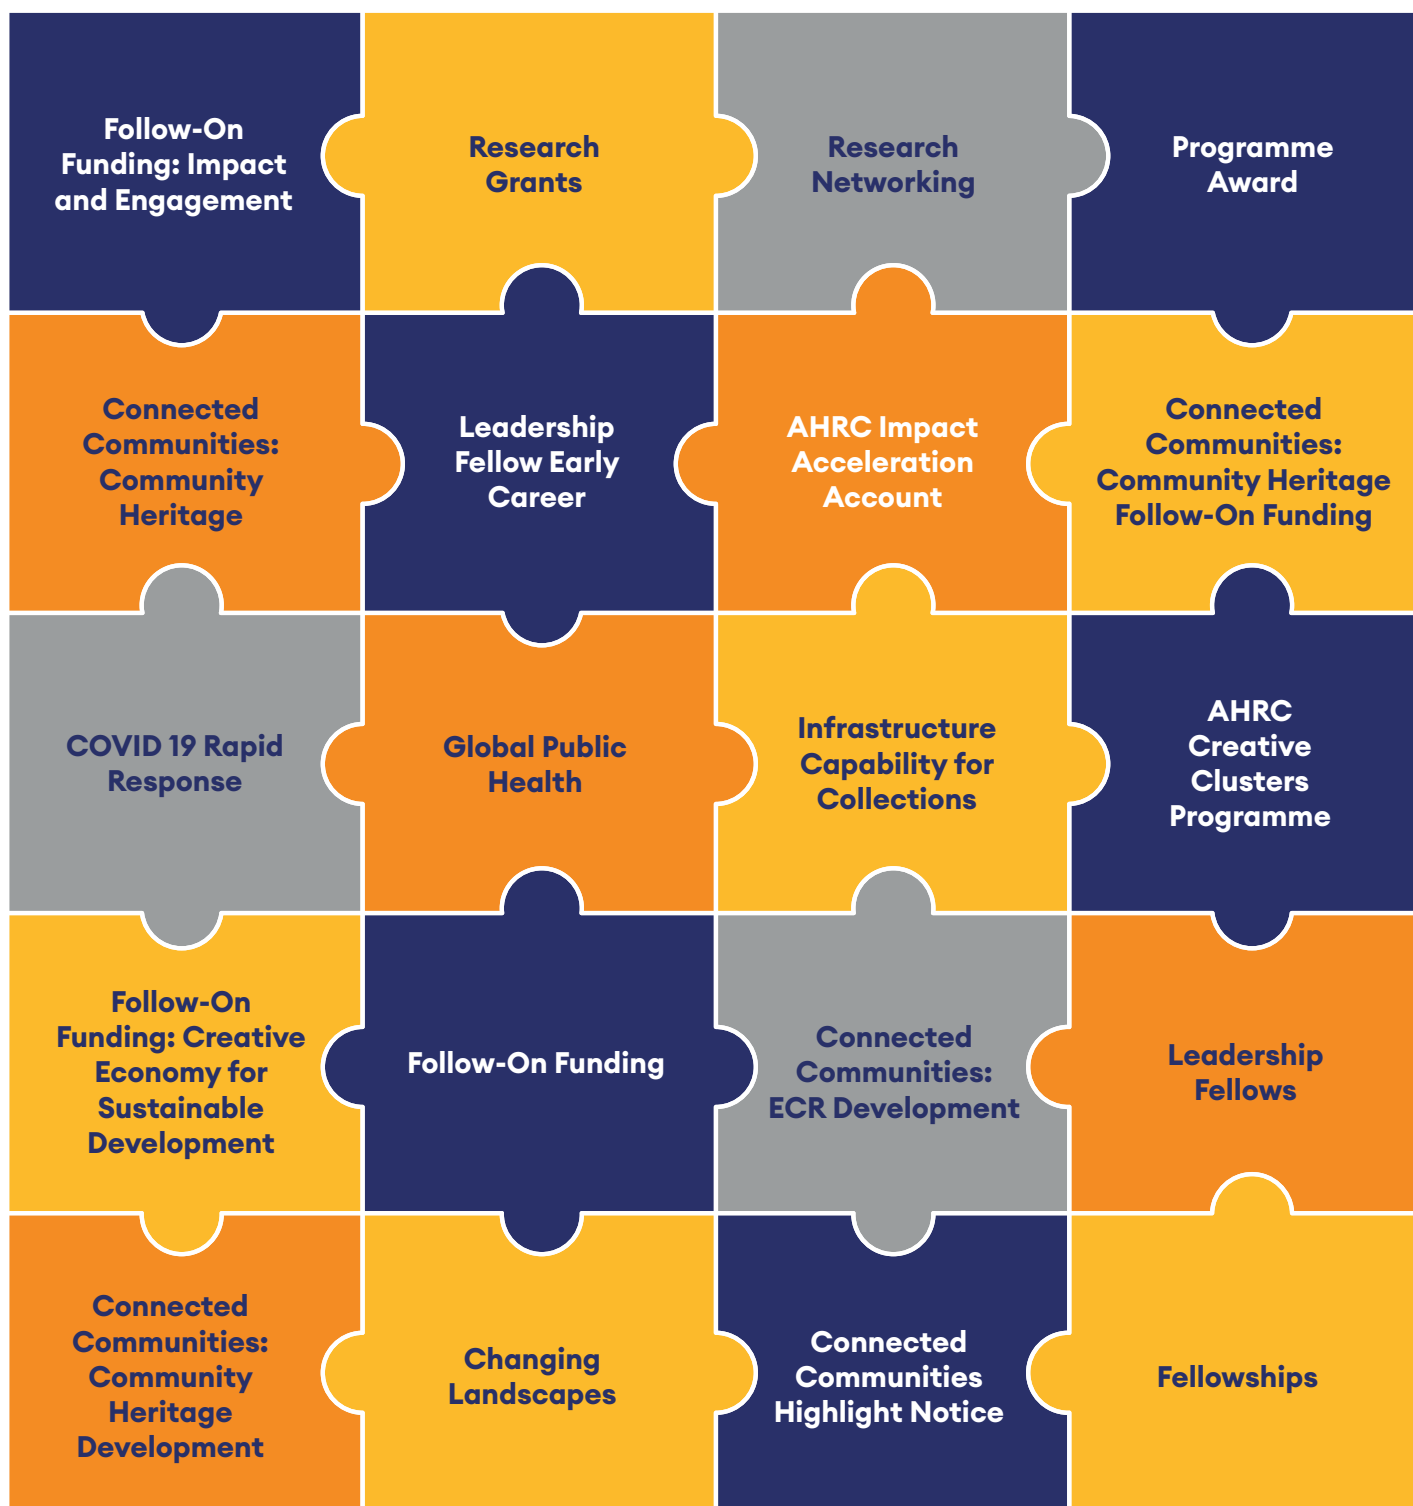 Follow-On
Funding: Impact
and Engagement
Research
Grants
Research
Networking
Programme
Award
Connected
Communities:
Community
Heritage
Leadership
Fellow Early
Career
AHRC Impact
Acceleration
Account
Connected
Communities:
Community Heritage
Follow-On Funding
COVID 19 Rapid
Response
Global Public
Health
Infrastructure
Capability for
Collections
AHRC
Creative
Clusters
Programme
Follow-On
Funding: Creative
Economy for
Sustainable
Development
Follow-On Funding
Connected
Communities:
ECR Development
Leadership
Fellows
Connected
Communities:
Community
Heritage
Development
Changing
Landscapes
Connected
Communities
Highlight Notice
Fellowships